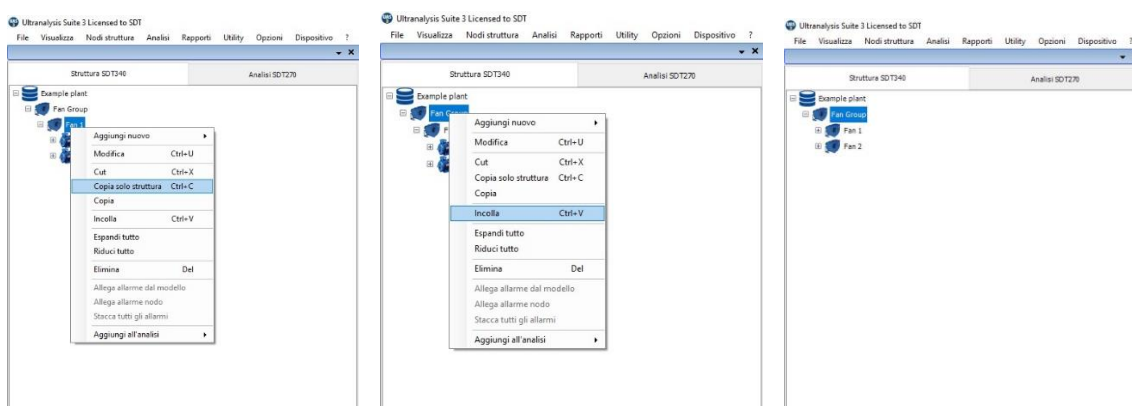 Ultranalysis Suite 3 Licensed to SDT
File Visualizza Nodi struttura Analisi Rapporti Utility Opzioni Dispositivo ?
Struttura SDT340 Analisi SDT270
Example plant
Fan Group
Fan 1
Aggiungi nuovo
Modifica Ctrl+U
Cut Ctrl+X
Copia solo struttura Ctrl+C
Copia
Incolla Ctrl+V
Espandi tutto
Riduci tutto
Elimina Del
Allega allarme dal modello
Allega allarme nodo
Stacca tutti gli allarmi
Aggiungi all'analisi
Ultranalysis Suite 3 Licensed to SDT
File Visualizza Nodi struttura Analisi Rapporti Utility Opzioni Dispositivo ?
Struttura SDT340 Analisi SDT270
Example plant
Fan
Aggiungi nuovo
Modifica Ctrl+U
Cut Ctrl+X
Copia solo struttura Ctrl+C
Copia
Incolla Ctrl+V
Espandi tutto
Riduci tutto
Elimina Del
Allega allarme dal modello
Allega allarme nodo
Stacca tutti gli allarmi
Aggiungi all'analisi
Ultranalysis Suite 3 Licensed to SDT
File Visualizza Nodi struttura Analisi Rapporti Utility Opzioni Dispositivo ?
Struttura SDT340 Analisi SDT270
Example plant
Fan Group
Fan 1
Fan 2